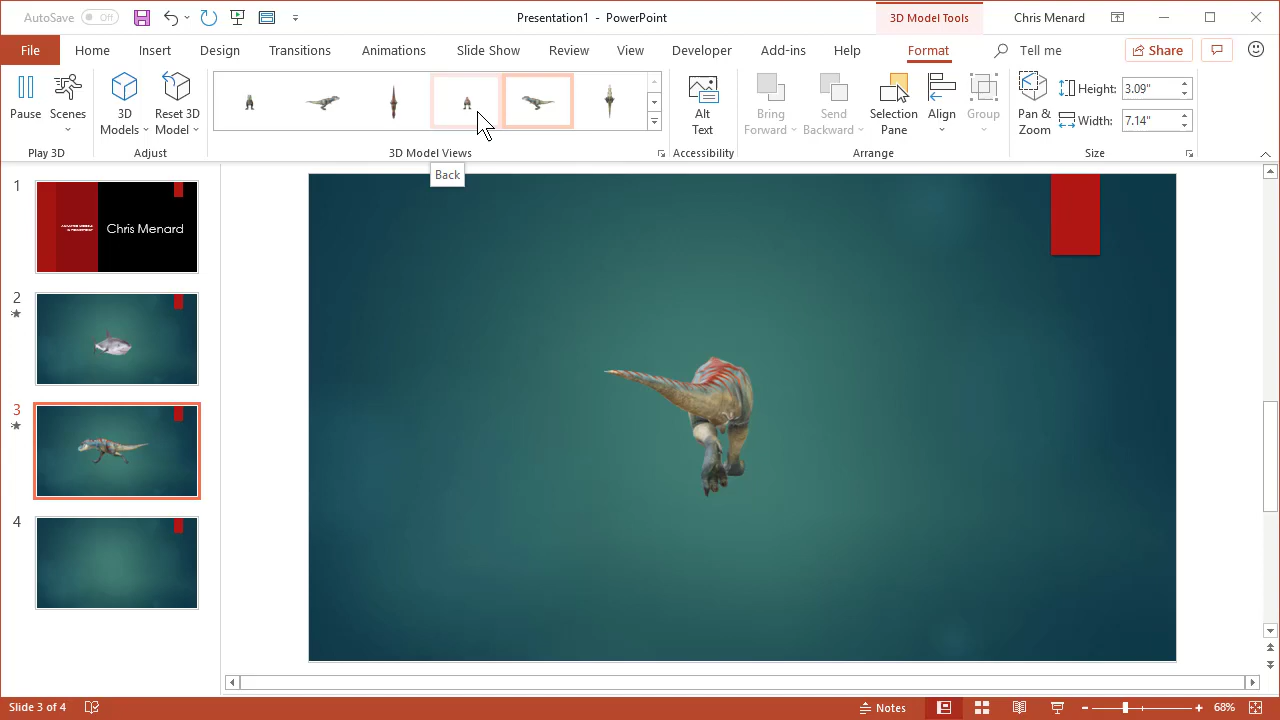 AutoSave Off
Presentation1 - PowerPoint
3D Model Tools
Chris Menard
File Home Insert Design Transitions Animations Slide Show Review View Developer Add-ins Help Format Tell me Share
Pause
Scenes
Play 3D
3D Models
Reset 3D Model
Adjust
3D Model Views
Back
Alt Text
Accessibility
Bring Forward
Send Backward
Selection Pane
Align
Group
Arrange
Pan & Zoom
Height: 3.09"
Width: 7.14"
Size
1
Chris Menard
2
3
4
Slide 3 of 4
Notes
68%